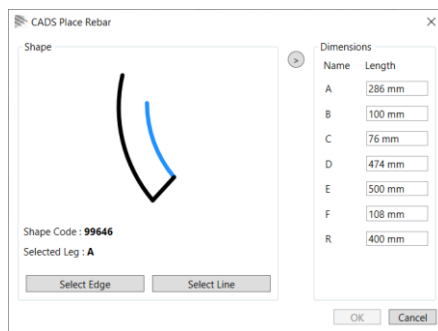 CADS Place Rebar
Shape
Shape Code : 99646
Selected Leg : A
Select Edge Select Line
>
Dimensions
Name Length
A 286 mm
B 100 mm
C 76 mm
D 474 mm
E 500 mm
F 108 mm
R 400 mm
OK Cancel